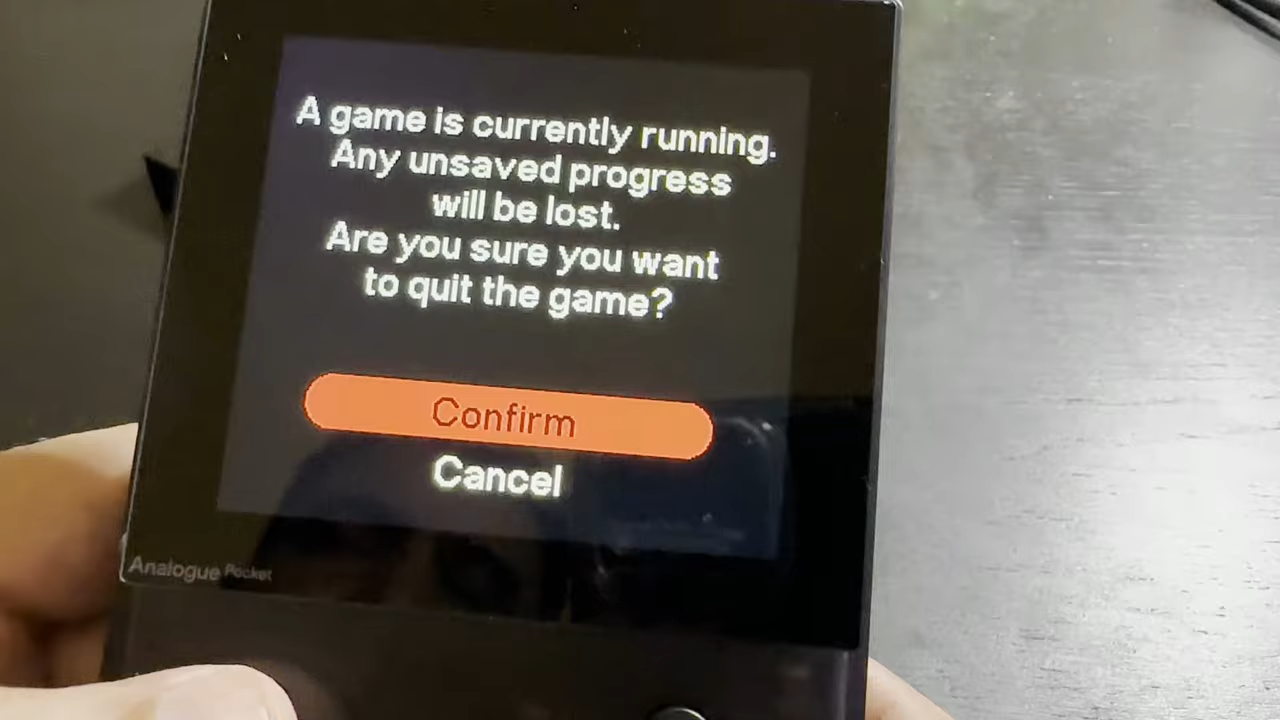 A game is currently running.
Any unsaved progress
will be lost.
Are you sure you want
to quit the game?
Confirm
Cancel
Analogue Pocket